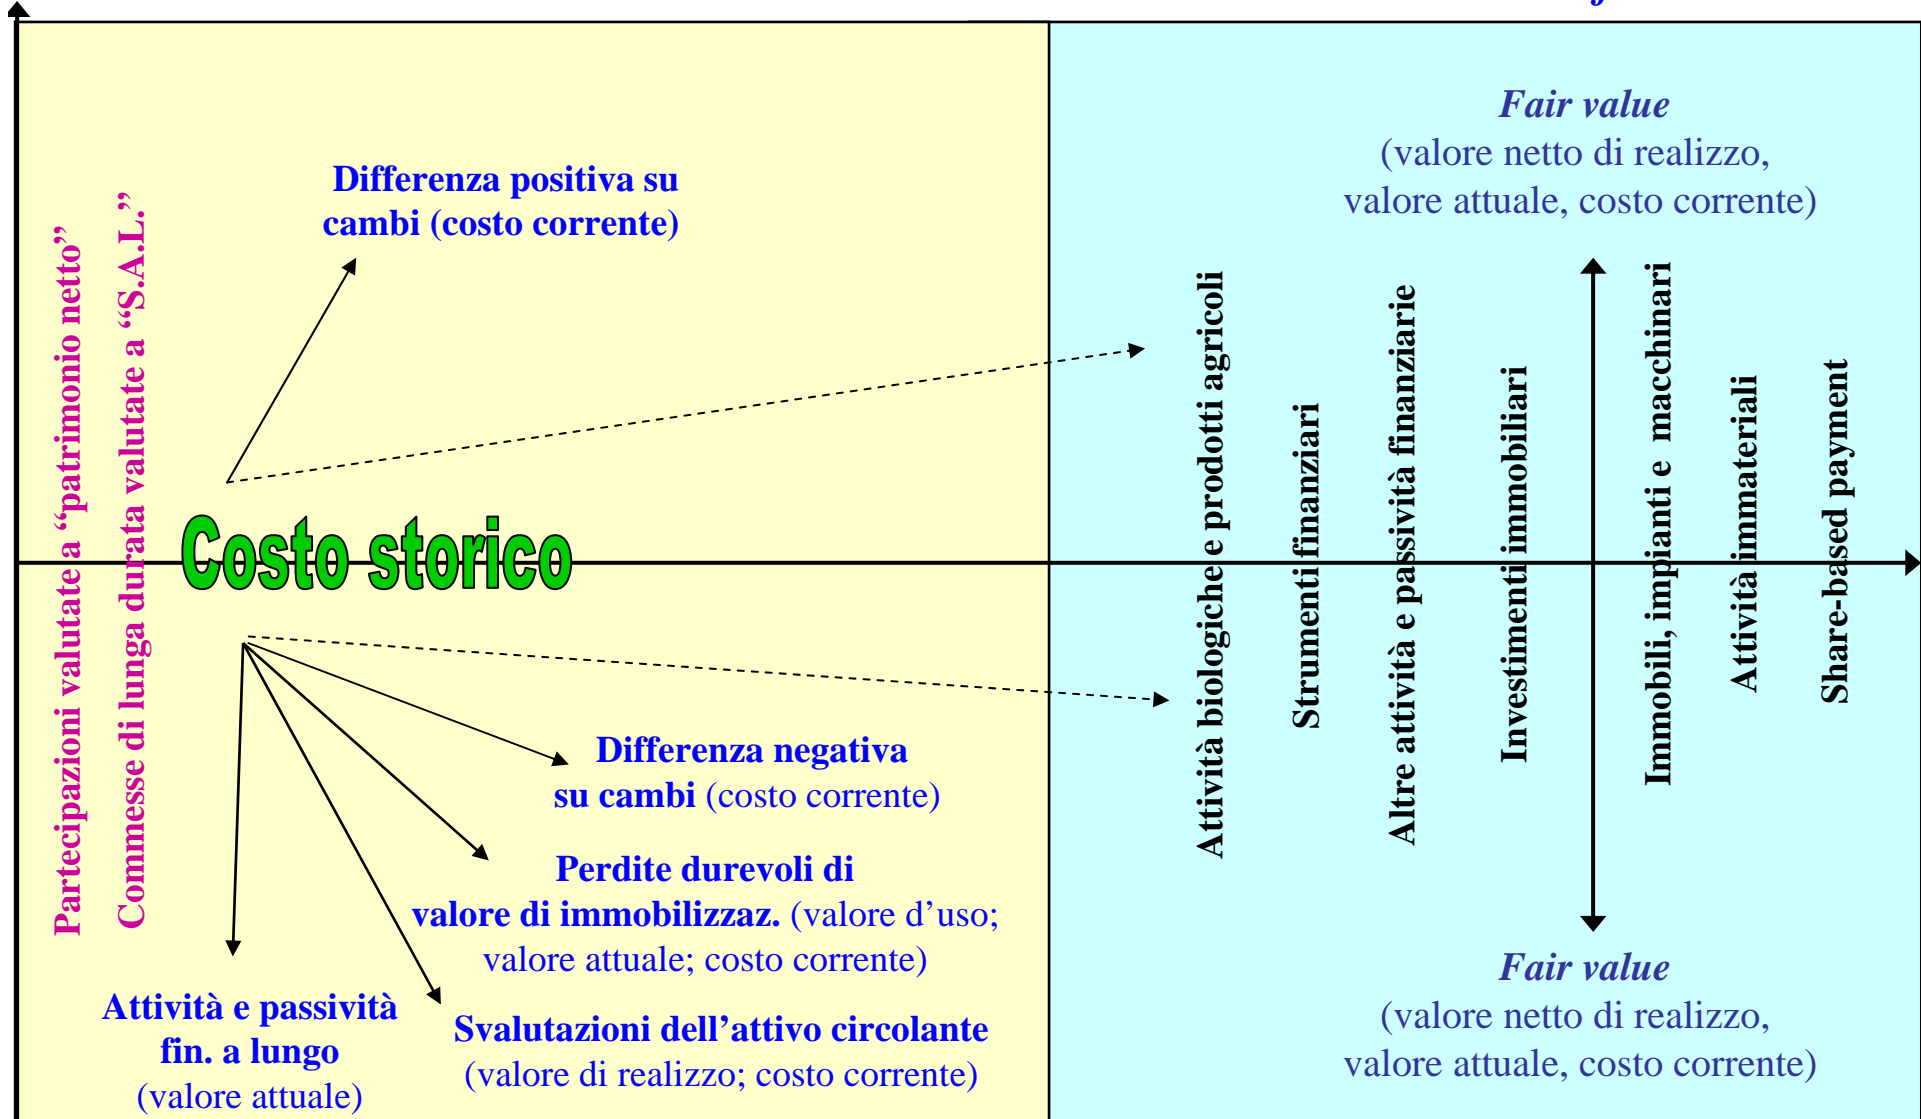 Partecipazioni valutate a “patrimonio netto”
Commesse di lunga durata valutate a “S.A.L.”
Differenza positiva su
cambi (costo corrente)
Costo storico
Differenza negativa
su cambi (costo corrente)
Perdite durevoli di
valore di immobilizzaz. (valore d’uso;
valore attuale; costo corrente)
Attività e passività
fin. a lungo
(valore attuale)
Svalutazioni dell’attivo circolante
(valore di realizzo; costo corrente)
Fair value
(valore netto di realizzo,
valore attuale, costo corrente)
Attività biologiche e prodotti agricoli
Strumenti finanziari
Altre attività e passività finanziarie
Investimenti immobiliari
Immobili, impianti e macchinari
Attività immateriali
Share-based payment
Fair value
(valore netto di realizzo,
valore attuale, costo corrente)